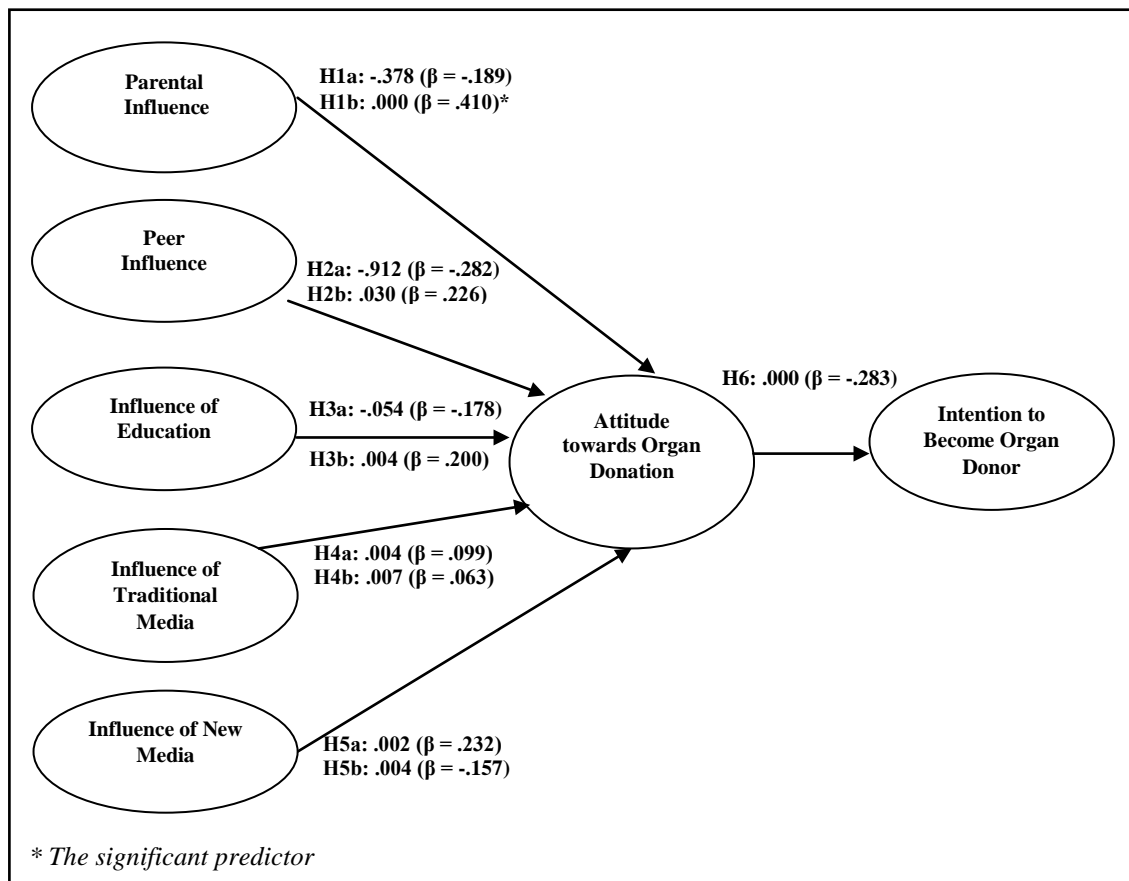 Parental
Influence
H1a: -.378 (β = -.189)
H1b: .000 (β = .410)*
Peer
Influence
H2a: -.912 (β = -.282)
H2b: .030 (β = .226)
Influence of
Education
H3a: -.054 (β = -.178)
H3b: .004 (β = .200)
Influence of
Traditional
Media
H4a: .004 (β = .099)
H4b: .007 (β = .063)
Influence of New
Media
H5a: .002 (β = .232)
H5b: .004 (β = -.157)
Attitude
towards Organ
Donation
H6: .000 (β = -.283)
Intention to
Become Organ
Donor
* The significant predictor